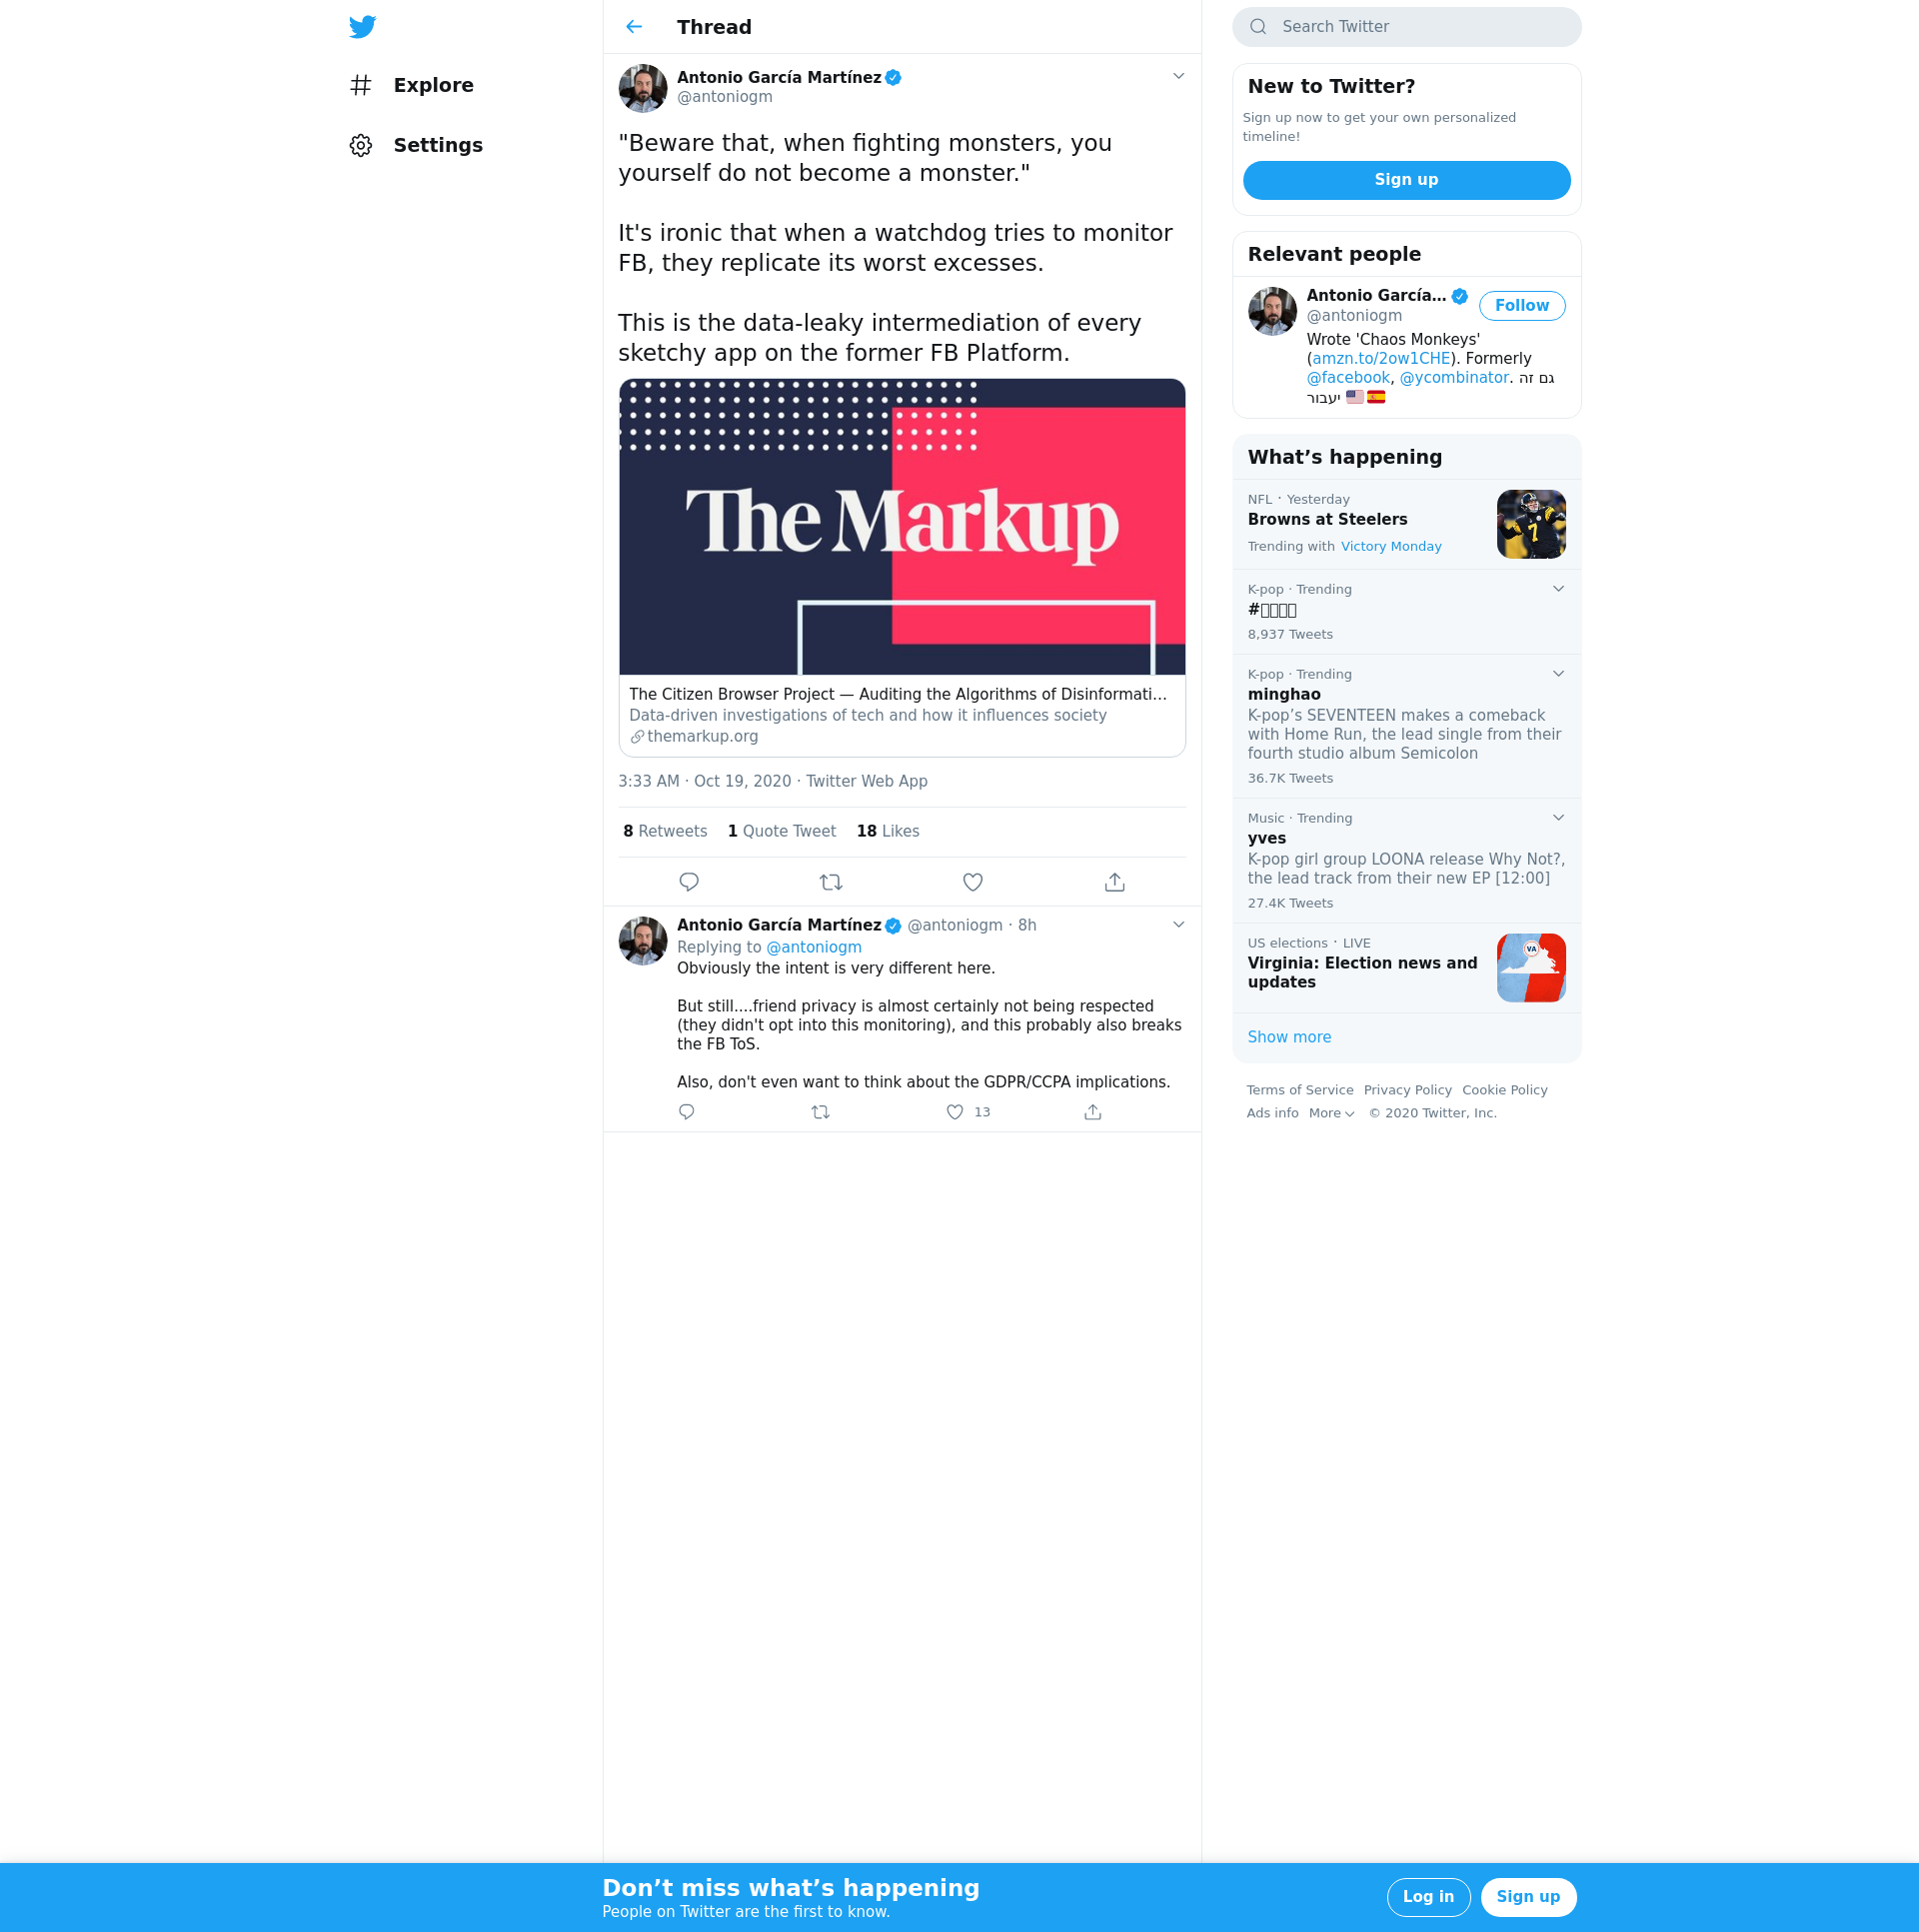 Explore
Settings
Thread
Antonio García Martínez
@antoniogm
"Beware that, when fighting monsters, you
yourself do not become a monster."
It's ironic that when a watchdog tries to monitor
FB, they replicate its worst excesses.
This is the data-leaky intermediation of every
sketchy app on the former FB Platform.
The Markup
The Citizen Browser Project — Auditing the Algorithms of Disinformati…
Data-driven investigations of tech and how it influences society
themarkup.org
3:33 AM · Oct 19, 2020 · Twitter Web App
8 Retweets 1 Quote Tweet 18 Likes
Antonio García Martínez @antoniogm · 8h
Replying to @antoniogm
Obviously the intent is very different here.
But still....friend privacy is almost certainly not being respected
(they didn't opt into this monitoring), and this probably also breaks
the FB ToS.
Also, don't even want to think about the GDPR/CCPA implications.
13
Search Twitter
New to Twitter?
Sign up now to get your own personalized
timeline!
Sign up
Relevant people
Antonio García…
Follow
@antoniogm
Wrote 'Chaos Monkeys'
(amzn.to/2ow1CHE). Formerly
@facebook, @ycombinator. גם זה
יעבור
What's happening
NFL · Yesterday
Browns at Steelers
Trending with Victory Monday
7
K-pop · Trending
#
8,937 Tweets
K-pop · Trending
minghao
K-pop's SEVENTEEN makes a comeback
with Home Run, the lead single from their
fourth studio album Semicolon
36.7K Tweets
Music · Trending
yves
K-pop girl group LOONA release Why Not?,
the lead track from their new EP [12:00]
27.4K Tweets
US elections · LIVE
Virginia: Election news and
updates
VA
Show more
Terms of Service Privacy Policy Cookie Policy
Ads info More © 2020 Twitter, Inc.
Don't miss what's happening
People on Twitter are the first to know.
Log in
Sign up